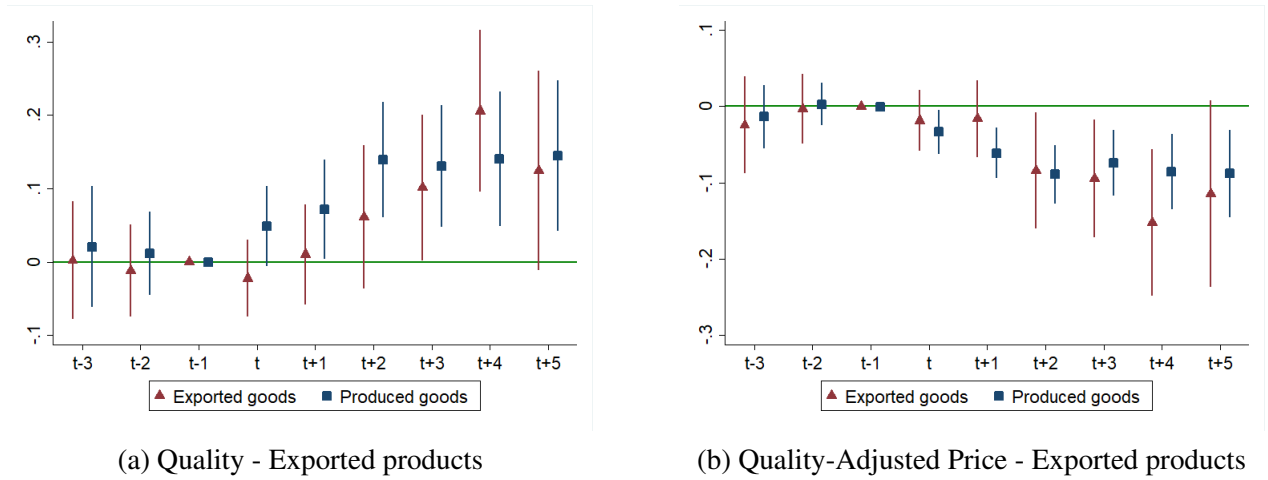 .3
.2
.1
0
-.1
t-3 t-2 t-1 t t+1 t+2 t+3 t+4 t+5
Exported goods Produced goods
(a) Quality - Exported products
.1
0
-.1
-.2
-.3
t-3 t-2 t-1 t t+1 t+2 t+3 t+4 t+5
Exported goods Produced goods
(b) Quality-Adjusted Price - Exported products